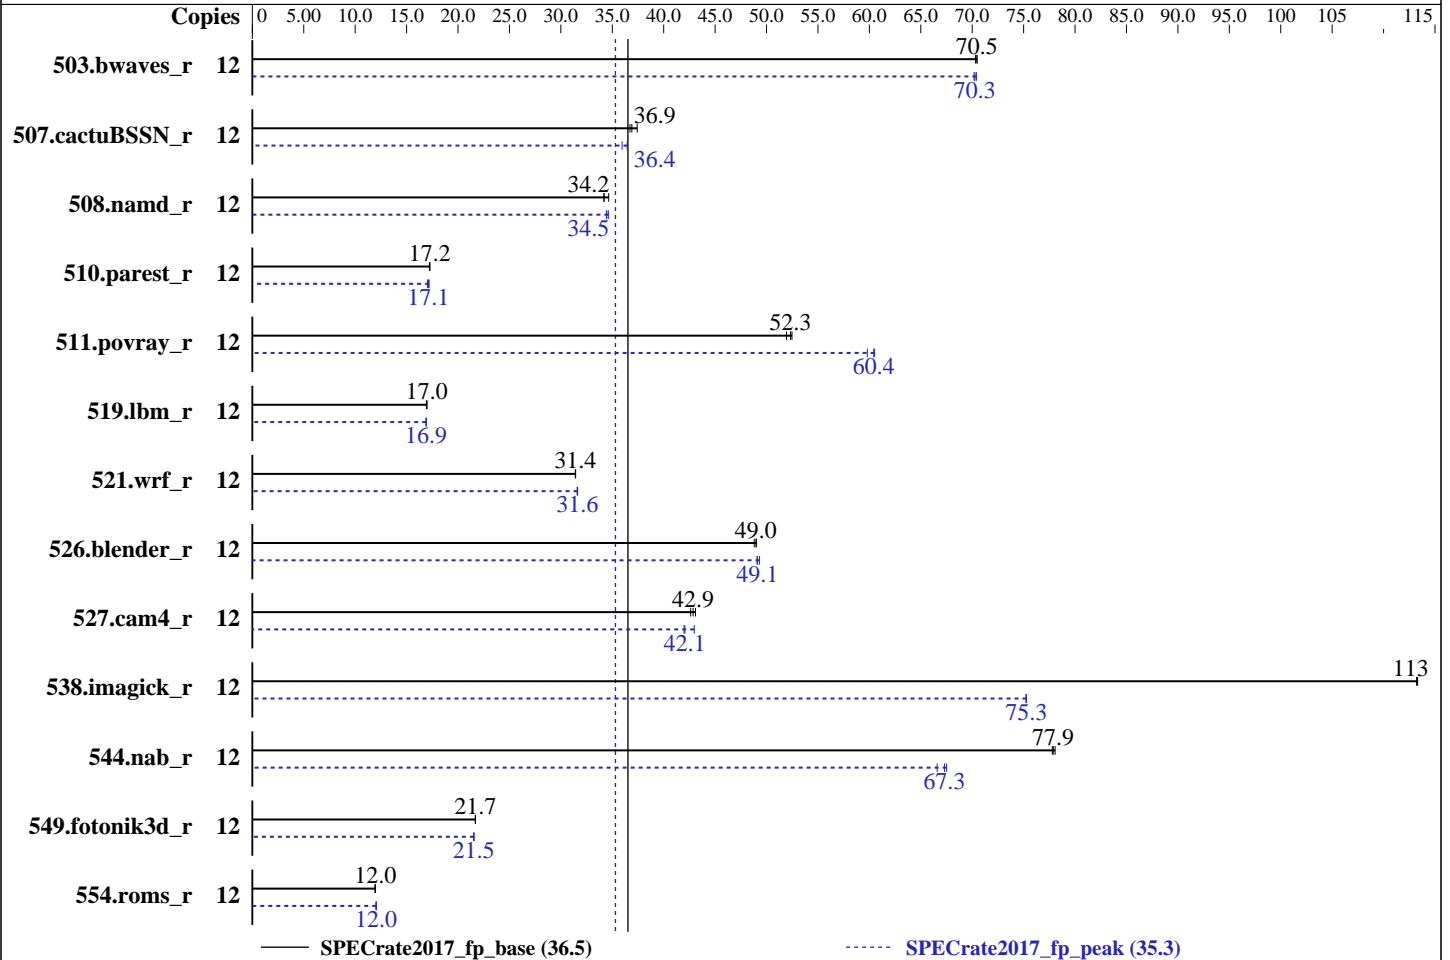 Copies 0 5.00 10.0 15.0 20.0 25.0 30.0 35.0 40.0 45.0 50.0 55.0 60.0 65.0 70.0 75.0 80.0 85.0 90.0 95.0 100 105 115
70.5
503.bwaves_r 12
70.3
36.9
507.cactuBSSN_r 12
36.4
34.2
508.namd_r 12
34.5
17.2
510.parest_r 12
17.1
52.3
511.povray_r 12
60.4
17.0
519.lbm_r 12
16.9
31.4
521.wrf_r 12
31.6
49.0
526.blender_r 12
49.1
42.9
527.cam4_r 12
42.1
113
538.imagick_r 12
75.3
77.9
544.nab_r 12
67.3
21.7
549.fotonik3d_r 12
21.5
12.0
554.roms_r 12
12.0
SPECrate2017_fp_base (36.5) SPECrate2017_fp_peak (35.3)